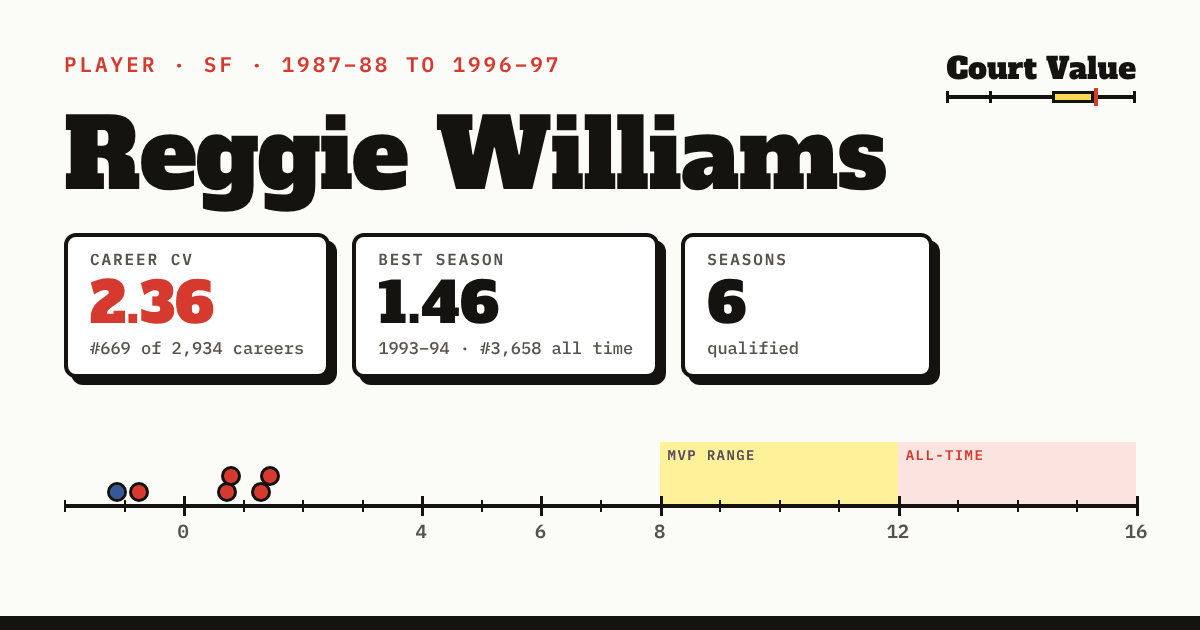 PLAYER · SF · 1987–88 TO 1996–97
Court Value
Reggie Williams
CAREER CV
2.36
#669 of 2,934 careers
BEST SEASON
1.46
1993–94 · #3,658 all time
SEASONS
6
qualified
MVP RANGE
ALL-TIME
0 4 6 8 12 16